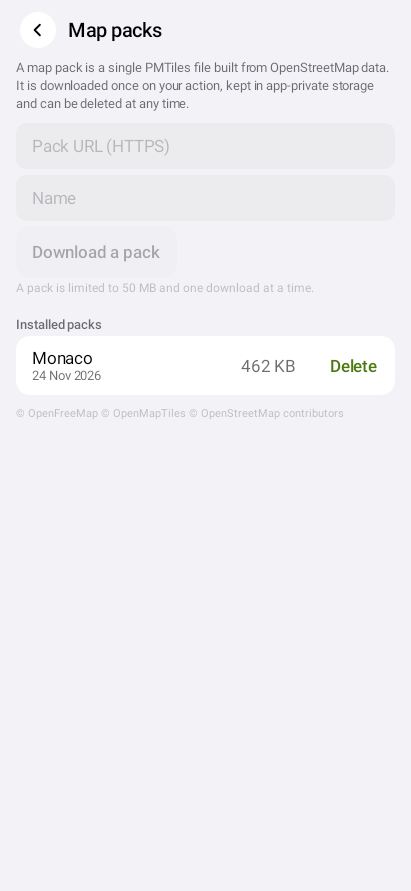 Map packs
A map pack is a single PMTiles file built from OpenStreetMap data.
It is downloaded once on your action, kept in app-private storage
and can be deleted at any time.
Pack URL (HTTPS)
Name
Download a pack
A pack is limited to 50 MB and one download at a time.
Installed packs
Monaco
24 Nov 2026
462 KB
Delete
© OpenFreeMap © OpenMapTiles © OpenStreetMap contributors